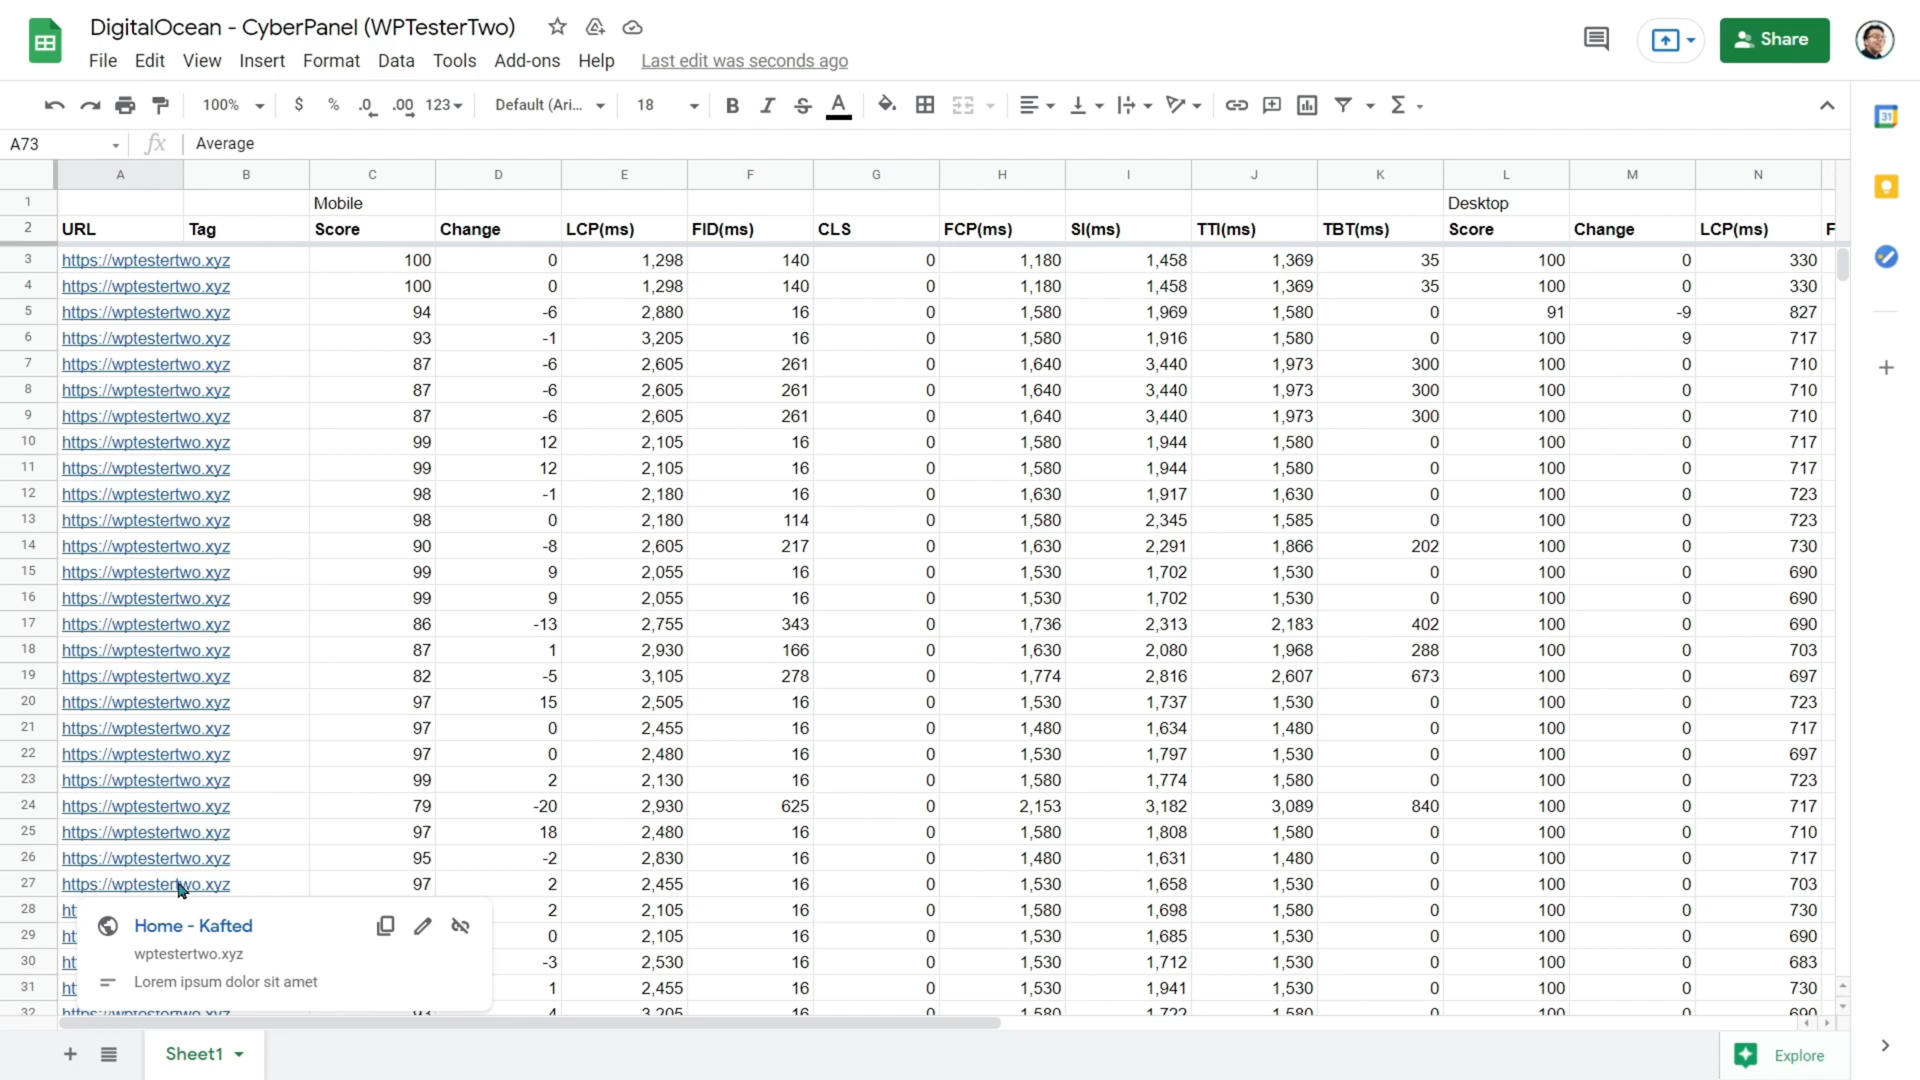 DigitalOcean - CyberPanel (WPTesterTwo)
File Edit View Insert Format Data Tools Add-ons Help Last edit was seconds ago
Share
100% $ % .0 .00 123 Default (Ari... 18 B I S A
A73 fx Average
A B C D E F G H I J K L M N
1 Mobile Desktop
2 URL Tag Score Change LCP(ms) FID(ms) CLS FCP(ms) SI(ms) TTI(ms) TBT(ms) Score Change LCP(ms) F
3 https://wptestertwo.xyz 100 0 1,298 140 0 1,180 1,458 1,369 35 100 0 330
4 https://wptestertwo.xyz 100 0 1,298 140 0 1,180 1,458 1,369 35 100 0 330
5 https://wptestertwo.xyz 94 -6 2,880 16 0 1,580 1,969 1,580 0 91 -9 827
6 https://wptestertwo.xyz 93 -1 3,205 16 0 1,580 1,916 1,580 0 100 9 717
7 https://wptestertwo.xyz 87 -6 2,605 261 0 1,640 3,440 1,973 300 100 0 710
8 https://wptestertwo.xyz 87 -6 2,605 261 0 1,640 3,440 1,973 300 100 0 710
9 https://wptestertwo.xyz 87 -6 2,605 261 0 1,640 3,440 1,973 300 100 0 710
10 https://wptestertwo.xyz 99 12 2,105 16 0 1,580 1,944 1,580 0 100 0 717
11 https://wptestertwo.xyz 99 12 2,105 16 0 1,580 1,944 1,580 0 100 0 717
12 https://wptestertwo.xyz 98 -1 2,180 16 0 1,630 1,917 1,630 0 100 0 723
13 https://wptestertwo.xyz 98 0 2,180 114 0 1,580 2,345 1,585 0 100 0 723
14 https://wptestertwo.xyz 90 -8 2,605 217 0 1,630 2,291 1,866 202 100 0 730
15 https://wptestertwo.xyz 99 9 2,055 16 0 1,530 1,702 1,530 0 100 0 690
16 https://wptestertwo.xyz 99 9 2,055 16 0 1,530 1,702 1,530 0 100 0 690
17 https://wptestertwo.xyz 86 -13 2,755 343 0 1,736 2,313 2,183 402 100 0 690
18 https://wptestertwo.xyz 87 1 2,930 166 0 1,630 2,080 1,968 288 100 0 703
19 https://wptestertwo.xyz 82 -5 3,105 278 0 1,774 2,816 2,607 673 100 0 697
20 https://wptestertwo.xyz 97 15 2,505 16 0 1,530 1,737 1,530 0 100 0 723
21 https://wptestertwo.xyz 97 0 2,455 16 0 1,480 1,634 1,480 0 100 0 717
22 https://wptestertwo.xyz 97 0 2,480 16 0 1,530 1,797 1,530 0 100 0 697
23 https://wptestertwo.xyz 99 2 2,130 16 0 1,580 1,774 1,580 0 100 0 723
24 https://wptestertwo.xyz 79 -20 2,930 625 0 2,153 3,182 3,089 840 100 0 717
25 https://wptestertwo.xyz 97 18 2,480 16 0 1,580 1,808 1,580 0 100 0 710
26 https://wptestertwo.xyz 95 -2 2,830 16 0 1,480 1,631 1,480 0 100 0 717
27 https://wptestertwo.xyz 97 2 2,455 16 0 1,530 1,658 1,530 0 100 0 703
28 ht 2 2,105 16 0 1,580 1,698 1,580 0 100 0 730
29 ht 0 2,105 16 0 1,530 1,685 1,530 0 100 0 690
30 ht -3 2,530 16 0 1,530 1,712 1,530 0 100 0 683
31 ht 1 2,455 16 0 1,530 1,941 1,530 0 100 0 730
32 https://wptestertwo.xyz 93 4 3,205 16 0 1,580 1,722 1,580 0 100 0 690
Home - Kafted
wptestertwo.xyz
Lorem ipsum dolor sit amet
Sheet1
Explore
31